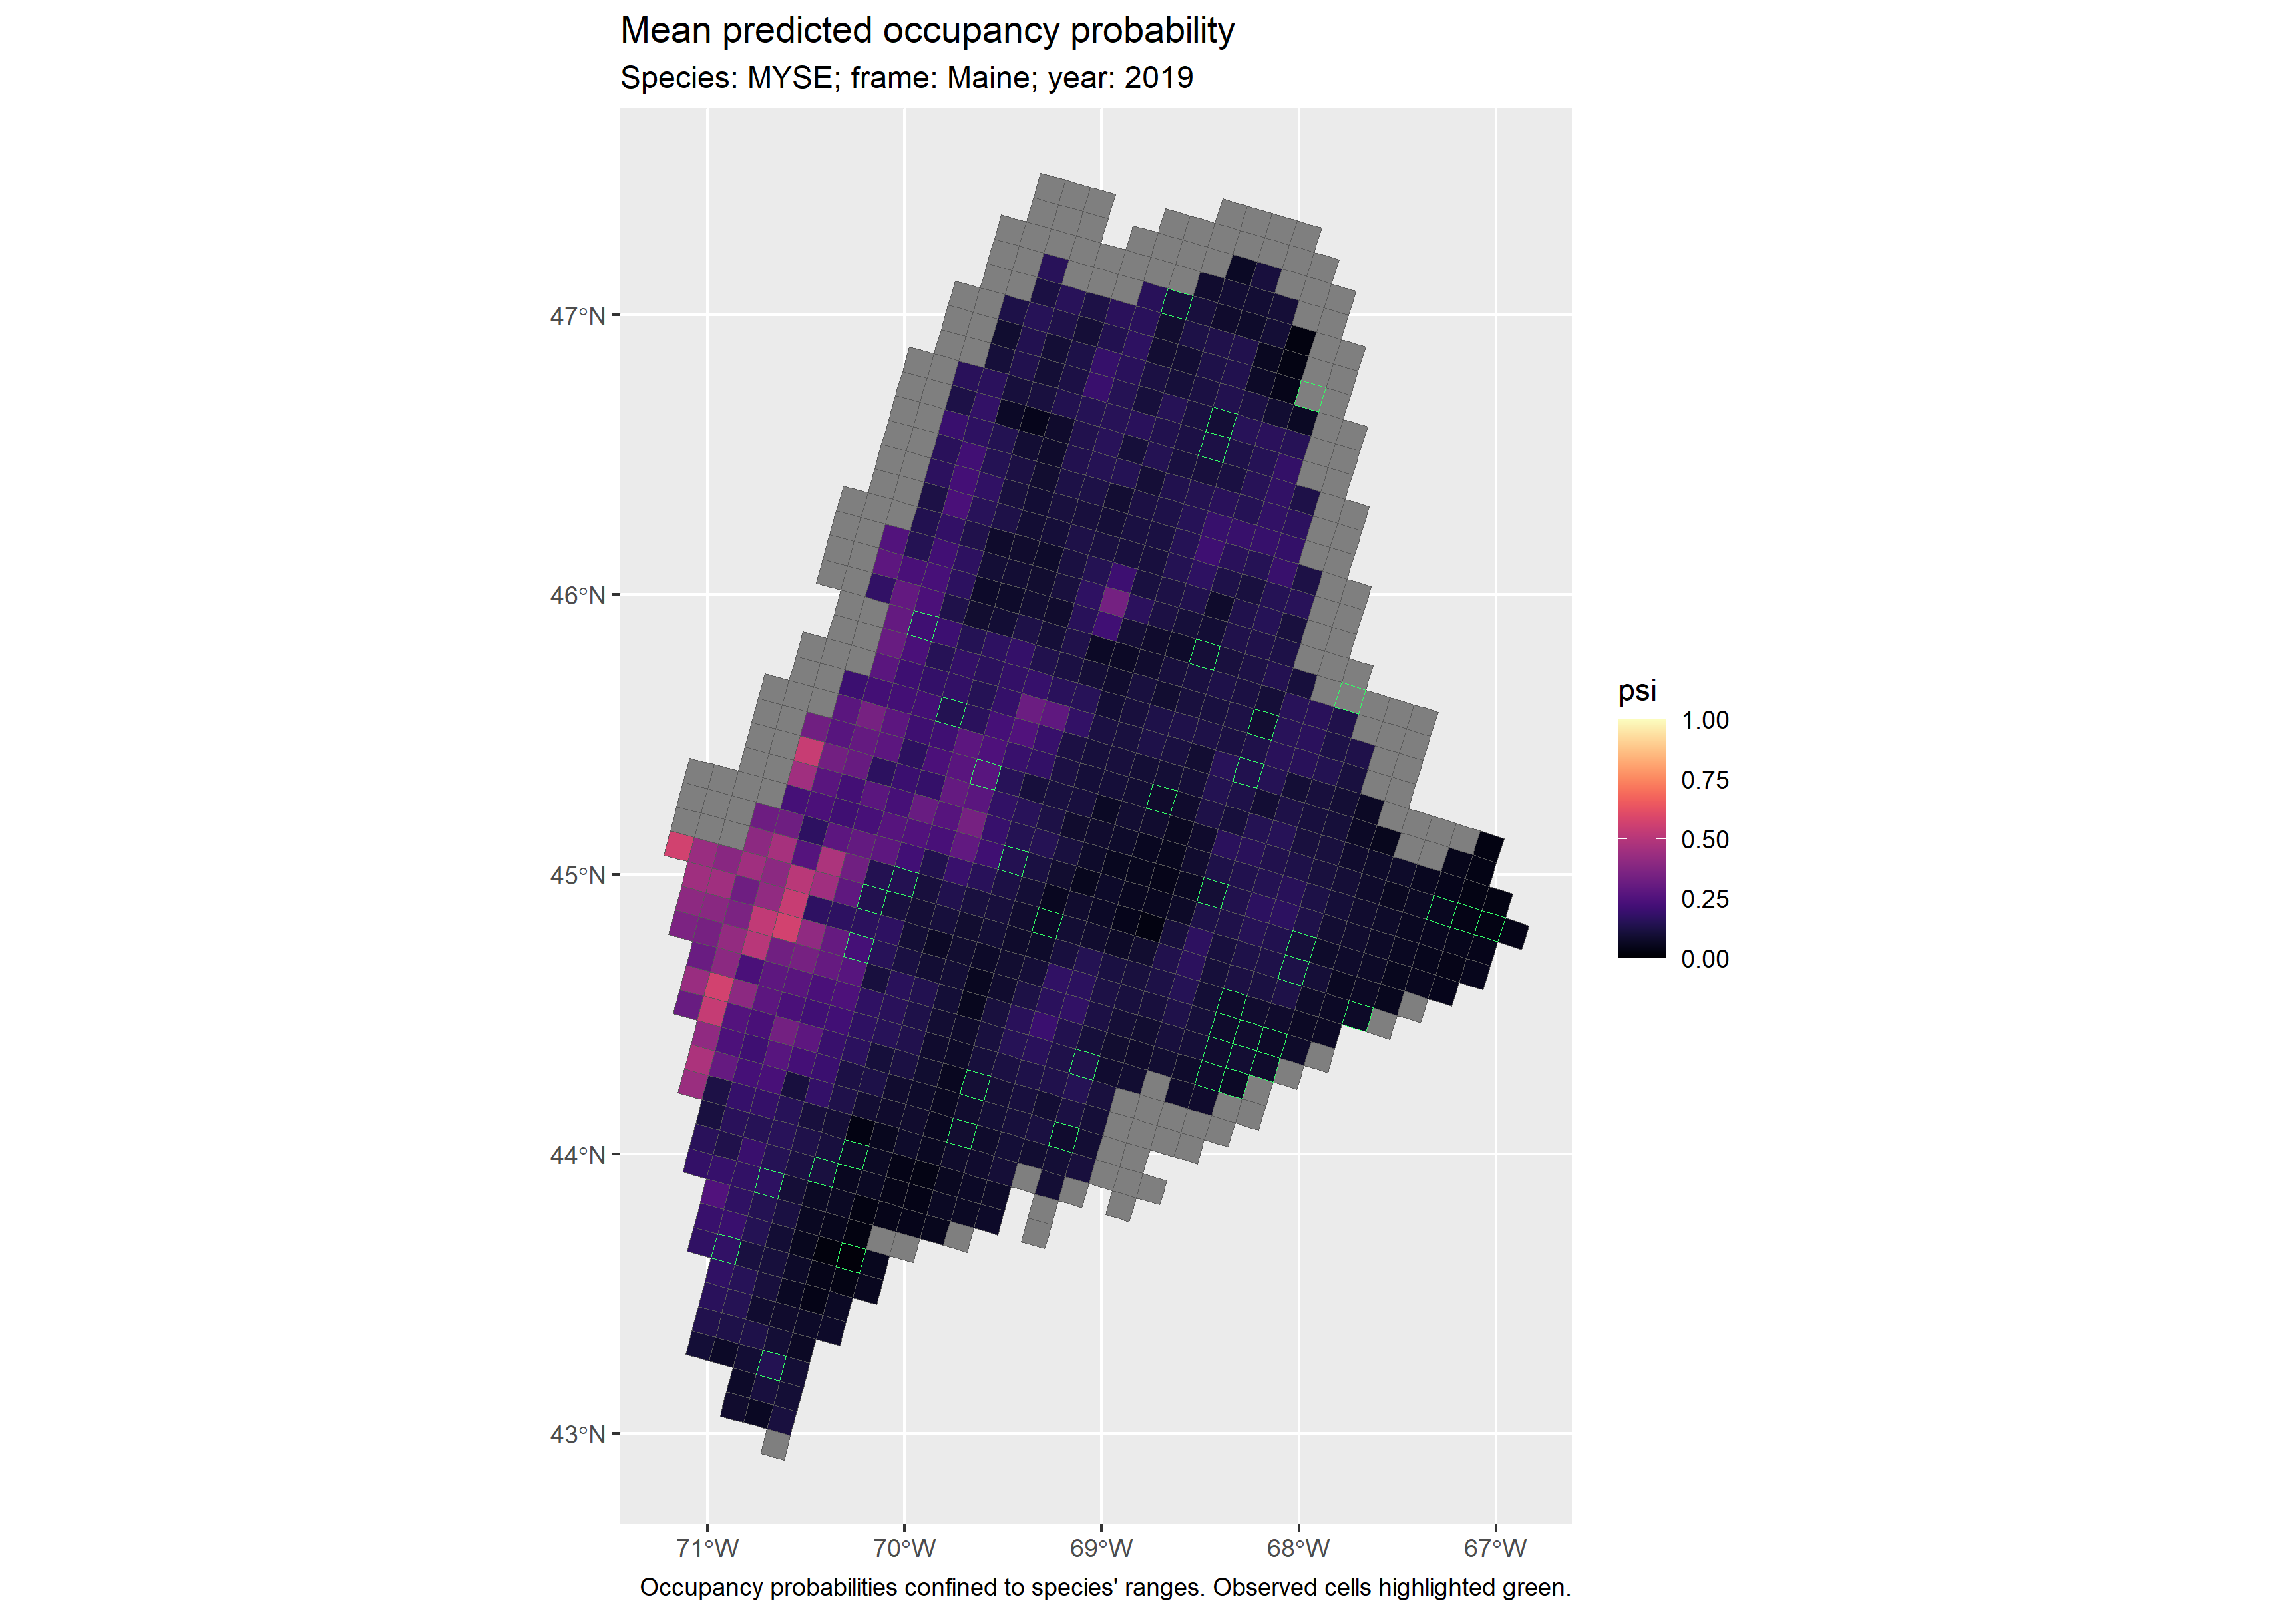 Mean predicted occupancy probability
Species: MYSE; frame: Maine; year: 2019
47°N
46°N
45°N
44°N
43°N
71°W
70°W
69°W
68°W
67°W
psi
1.00
0.75
0.50
0.25
0.00
Occupancy probabilities confined to species' ranges. Observed cells highlighted green.